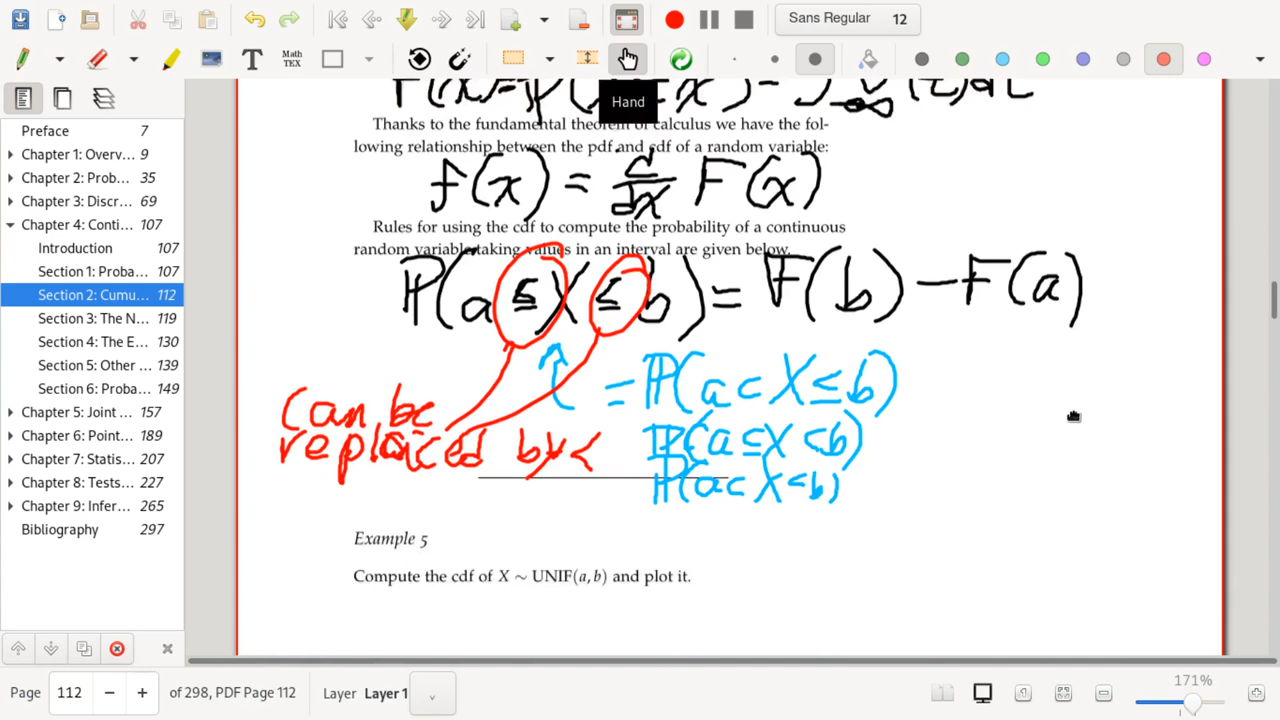 Sans Regular 12
Math
TEX
Hand
Preface 7
Chapter 1: Overv... 9
Chapter 2: Prob... 35
Chapter 3: Discr... 69
Chapter 4: Conti... 107
Introduction 107
Section 1: Proba... 107
Section 2: Cumu... 112
Section 3: The N... 119
Section 4: The E... 130
Section 5: Other ... 139
Section 6: Proba... 149
Chapter 5: Joint ... 157
Chapter 6: Point... 189
Chapter 7: Statis... 207
Chapter 8: Tests... 227
Chapter 9: Infer... 265
Bibliography 297
Thanks to the fundamental theorem of calculus we have the fol-
lowing relationship between the pdf and cdf of a random variable:
f(x) = d/dx F(x)
Rules for using the cdf to compute the probability of a continuous
random variable taking values in an interval are given below.
ℙ(a ≤ X ≤ b) = F(b) − F(a)
= ℙ(a < X ≤ b)
can be
replaced by <
ℙ(a ≤ X < b)
ℙ(a < X < b)
Example 5
Compute the cdf of X ∼ UNIF(a, b) and plot it.
Page 112 of 298, PDF Page 112
Layer Layer 1
171%